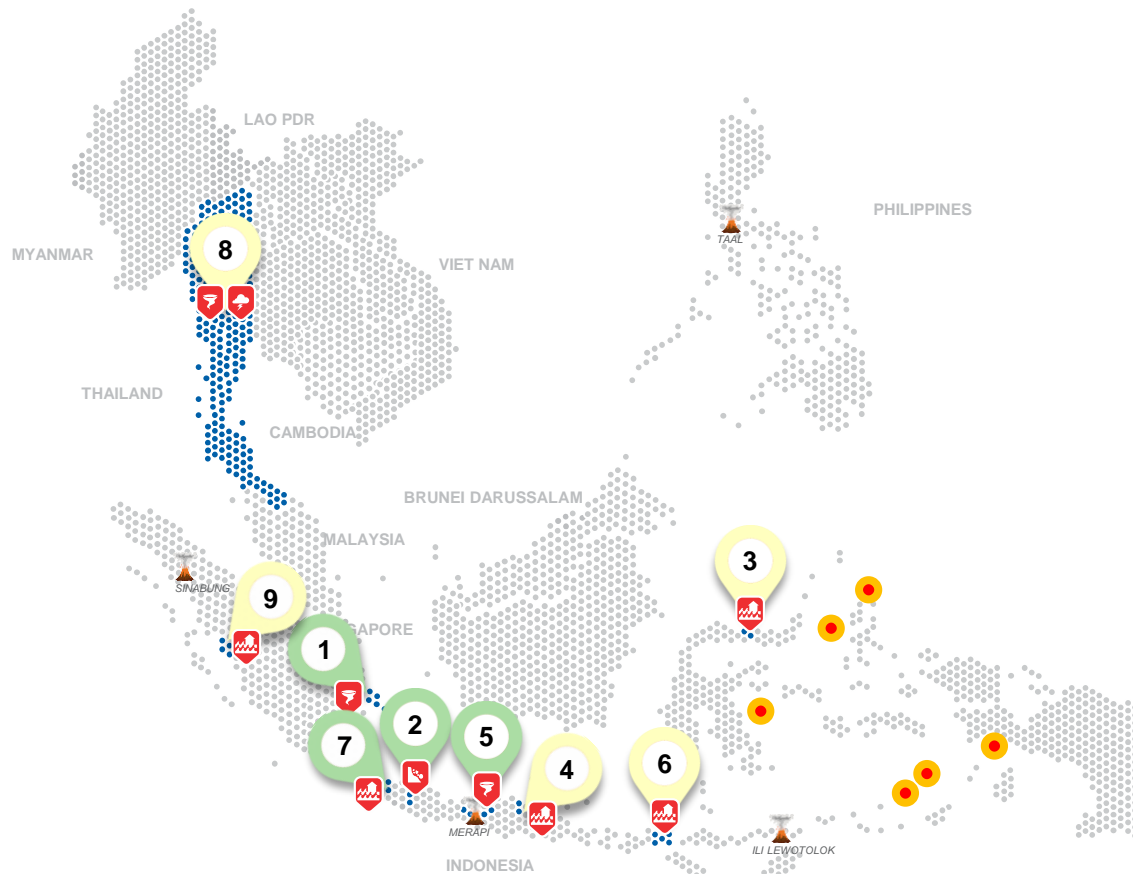 LAO PDR
PHILIPPINES
TAAL
MYANMAR
8
VIET NAM
THAILAND
CAMBODIA
BRUNEI DARUSSALAM
MALAYSIA
3
SINABUNG
9
GAPORE
1
2
5
7
6
4
MERAPI
ILI LEWOTOLOK
INDONESIA